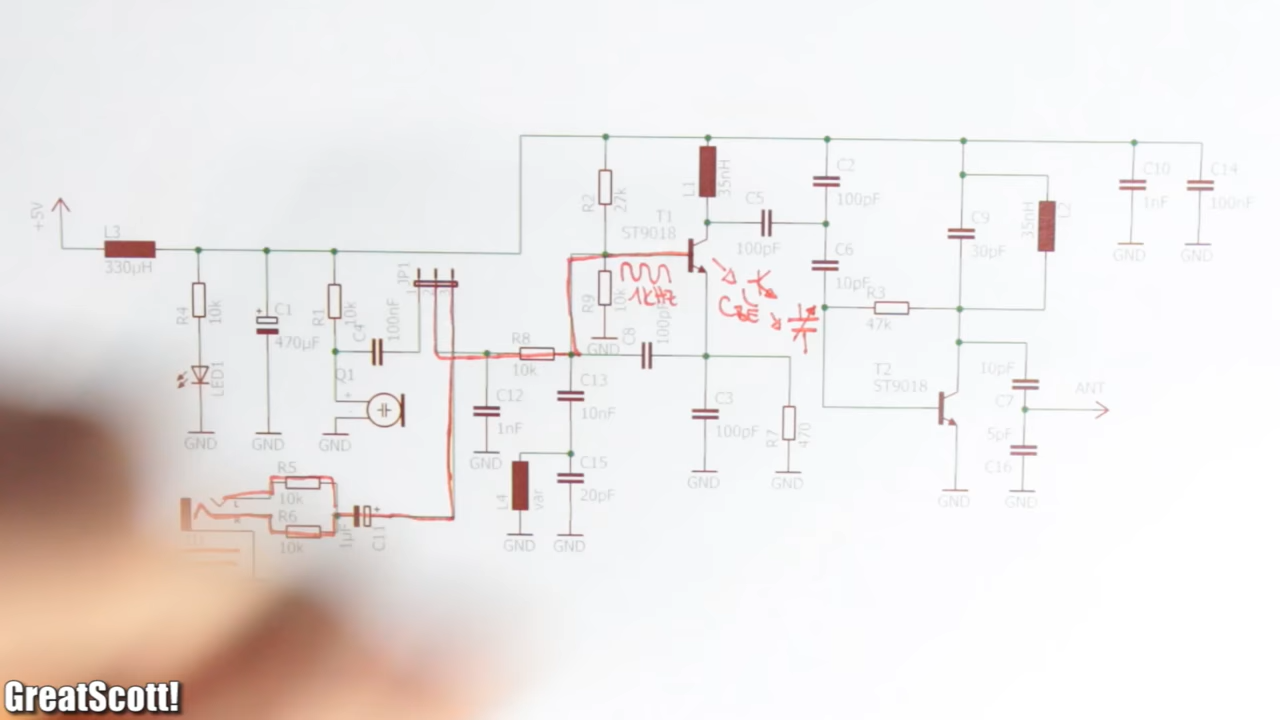 +5V
L3
330µH
R4
10k
LED1
GND
C1
470µF
GND
R1
10k
C4
100nF
Q1
GND
JP1
R5
10k
R6
10k
1µF
C11
R8
10k
C12
1nF
GND
L4
var
GND
C13
10nF
C15
20pF
GND
R2
27k
R9
10k
GND
1kHz
T1
ST9018
L1
35nH
C5
100pF
C8
100pF
CBE
C3
100pF
GND
R7
470
GND
C2
100pF
C6
10pF
R3
47k
T2
ST9018
GND
C9
30pF
35nH
L2
10pF
C7
ANT
5pF
C16
GND
C10
1nF
GND
C14
100nF
GND
GreatScott!